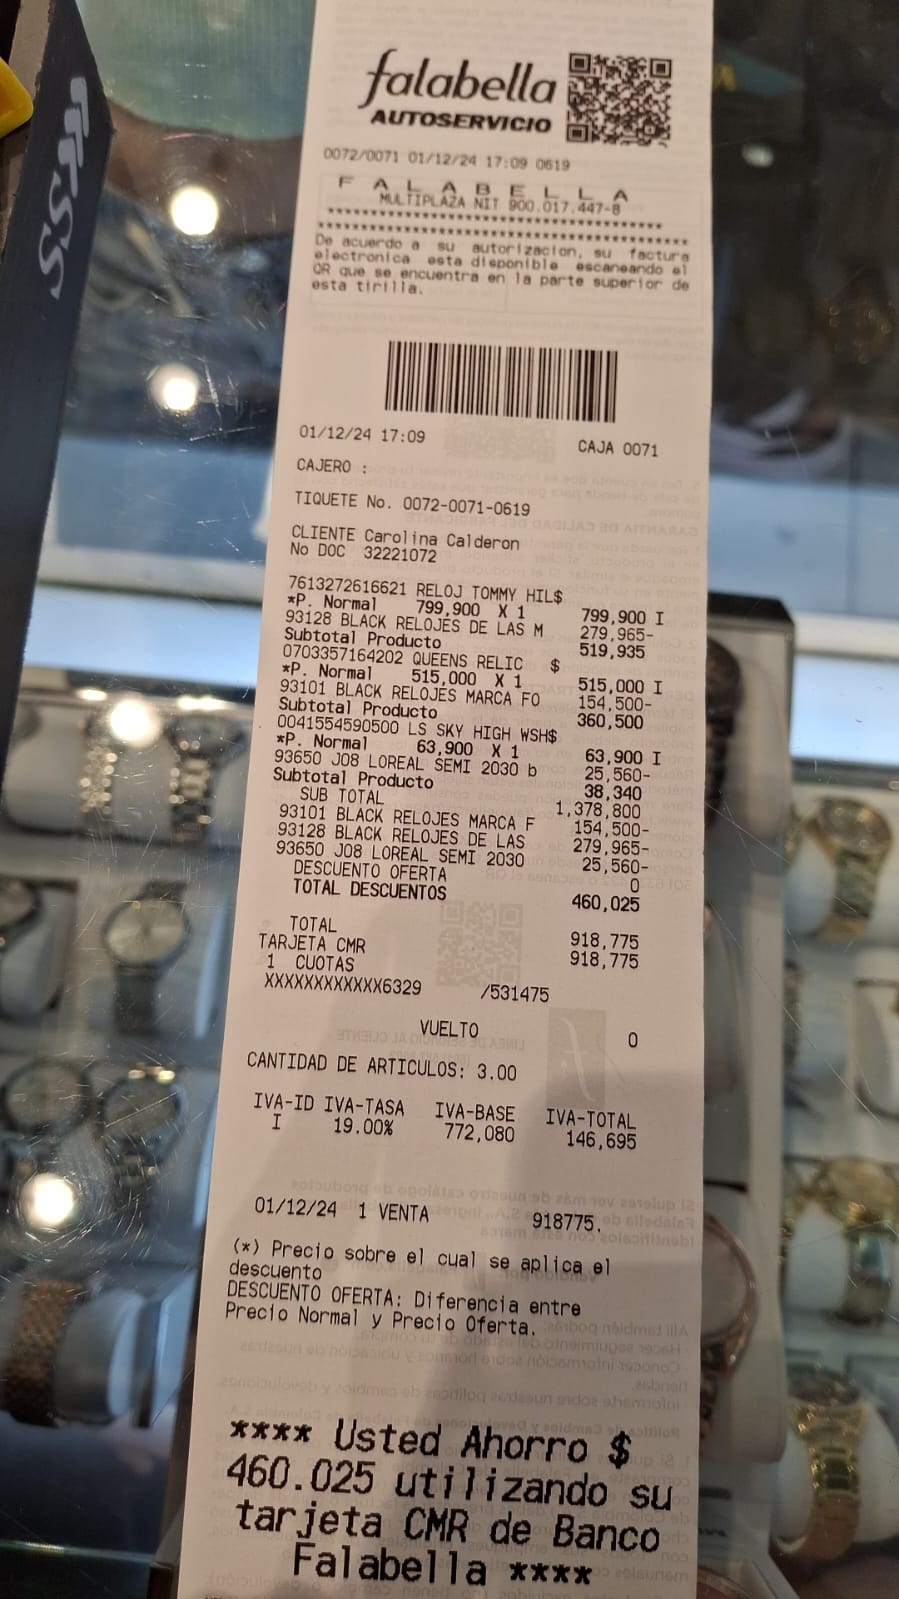 falabella
AUTOSERVICIO
0072/0071 01/12/24 17:09 0619
F A L A B E L L A
MULTIPLAZA NIT 900.017.447-8
****************************************
****************************************
De acuerdo a su autorizacion, su factura
electronica esta disponible escaneando el
QR que se encuentra en la parte superior de
esta tirilla.
01/12/24 17:09 CAJA 0071
CAJERO :
TIQUETE No. 0072-0071-0619
CLIENTE Carolina Calderon
No DOC 32221072
7613272616621 RELOJ TOMMY HIL$ 799,900 I
*P. Normal 799,900 X 1
93128 BLACK RELOJES DE LAS M 279,965-
Subtotal Producto 519,935
0703357164202 QUEENS RELIC $ 515,000 I
*P. Normal 515,000 X 1
93101 BLACK RELOJES MARCA FO 154,500-
Subtotal Producto 360,500
0041554590500 LS SKY HIGH WSH$ 63,900 I
*P. Normal 63,900 X 1
93650 J08 LOREAL SEMI 2030 b 25,560-
Subtotal Producto 38,340
SUB TOTAL 1,378,800
93101 BLACK RELOJES MARCA F 154,500-
93128 BLACK RELOJES DE LAS 279,965-
93650 J08 LOREAL SEMI 2030 25,560-
DESCUENTO OFERTA 0
TOTAL DESCUENTOS 460,025
TOTAL 918,775
TARJETA CMR 918,775
1 CUOTAS
XXXXXXXXXXXX6329 /531475
VUELTO 0
CANTIDAD DE ARTICULOS: 3.00
IVA-ID IVA-TASA IVA-BASE IVA-TOTAL
I 19.00% 772,080 146,695
01/12/24 1 VENTA 918775.
(*) Precio sobre el cual se aplica el
descuento
DESCUENTO OFERTA: Diferencia entre
Precio Normal y Precio Oferta.
**** Usted Ahorro $
460.025 utilizando su
tarjeta CMR de Banco
Falabella ****